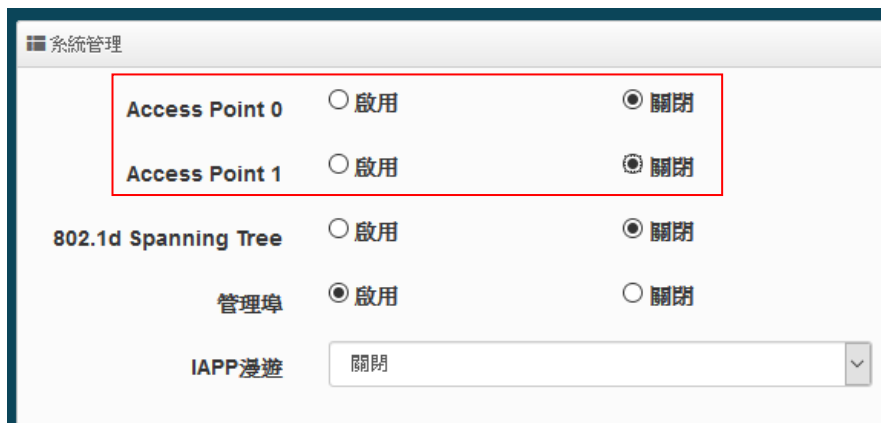 系統管理
Access Point 0 啟用 關閉
Access Point 1 啟用 關閉
802.1d Spanning Tree 啟用 關閉
管理埠 啟用 關閉
IAPP漫遊 關閉